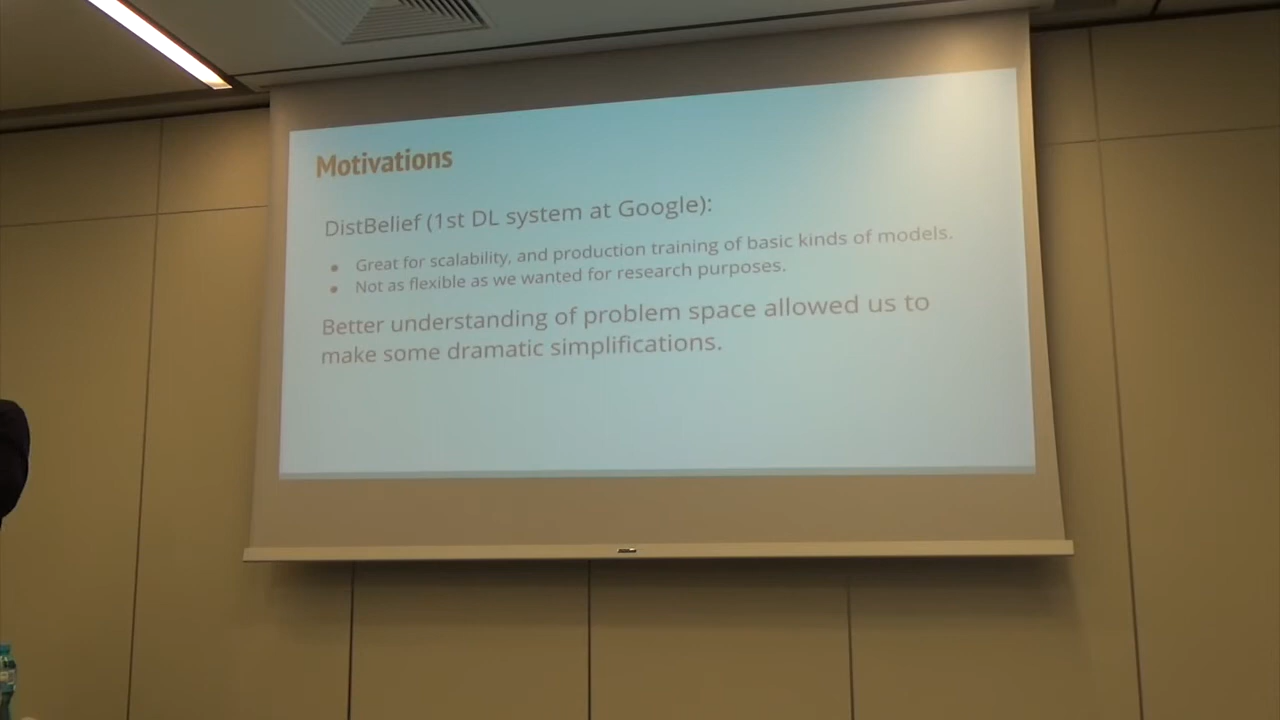 Motivations
DistBelief (1st DL system at Google):
• Great for scalability, and production training of basic kinds of models.
• Not as flexible as we wanted for research purposes.
Better understanding of problem space allowed us to
make some dramatic simplifications.